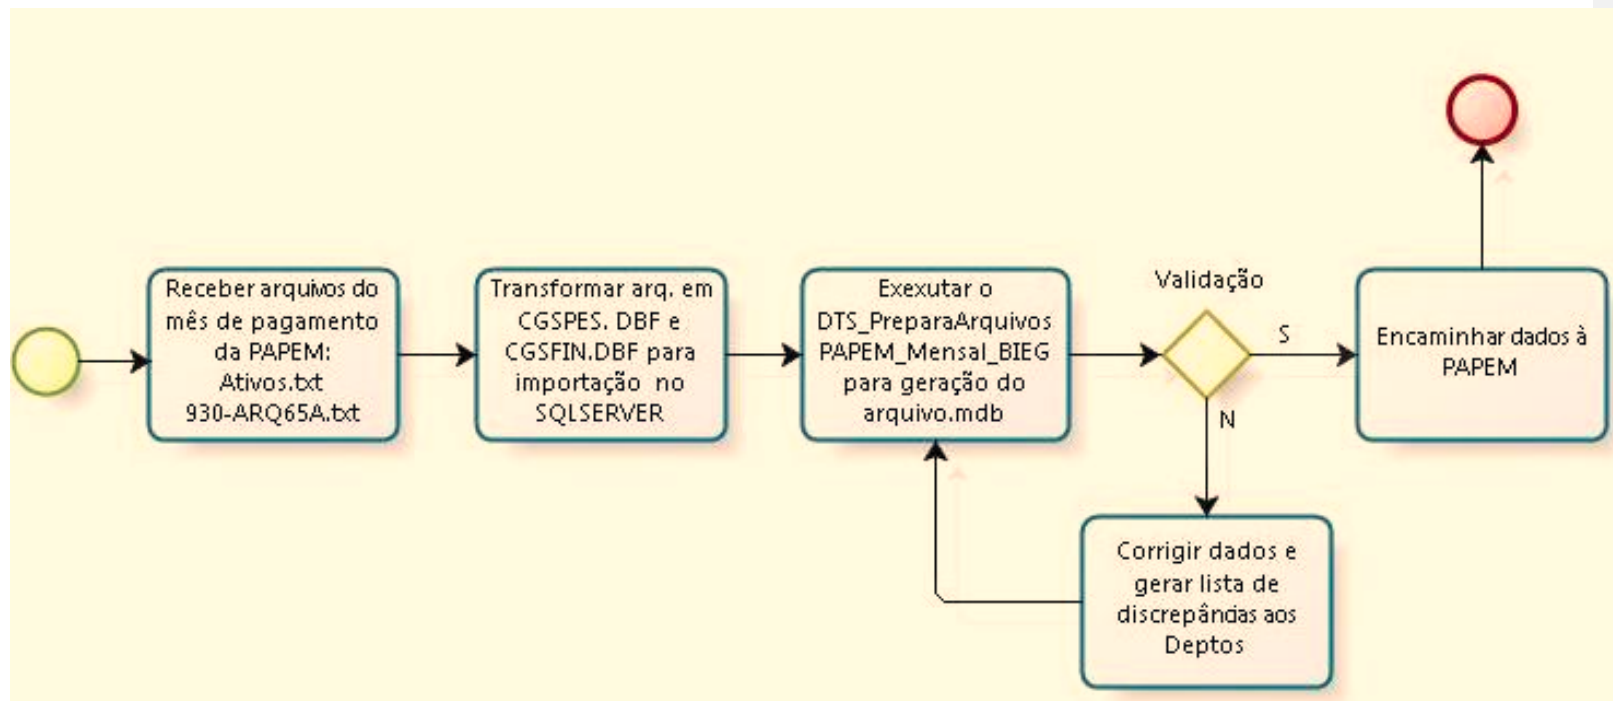 Receber arquivos do
mês de pagamento
da PAPEM:
Ativos.txt
930-ARQ65A.txt
Transformar arq. em
CGSPES. DBF e
CGSFIN.DBF para
importação no
SQLSERVER
Exexutar o
DTS_PreparaArquivos
PAPEM_Mensal_BIEG
para geração do
arquivo.mdb
Validação
S
N
Encaminhar dados à
PAPEM
Corrigir dados e
gerar lista de
discrepâncias aos
Deptos